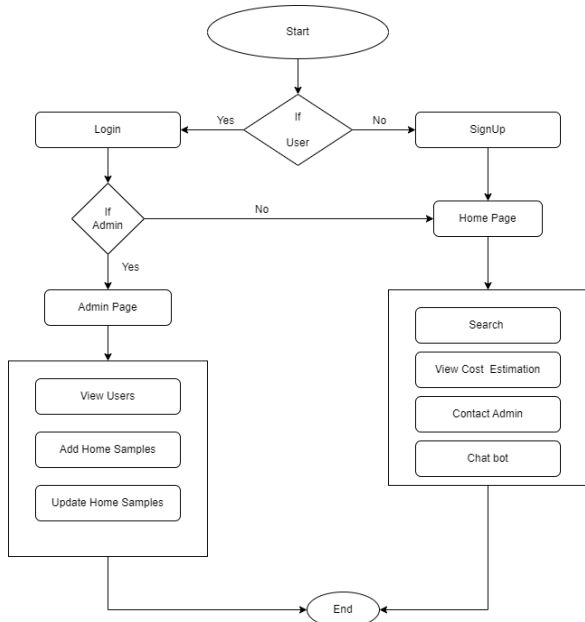 Start
If
User
Yes
No
Login
SignUp
If
Admin
No
Home Page
Yes
Admin Page
Search
View Cost Estimation
Contact Admin
Chat bot
View Users
Add Home Samples
Update Home Samples
End